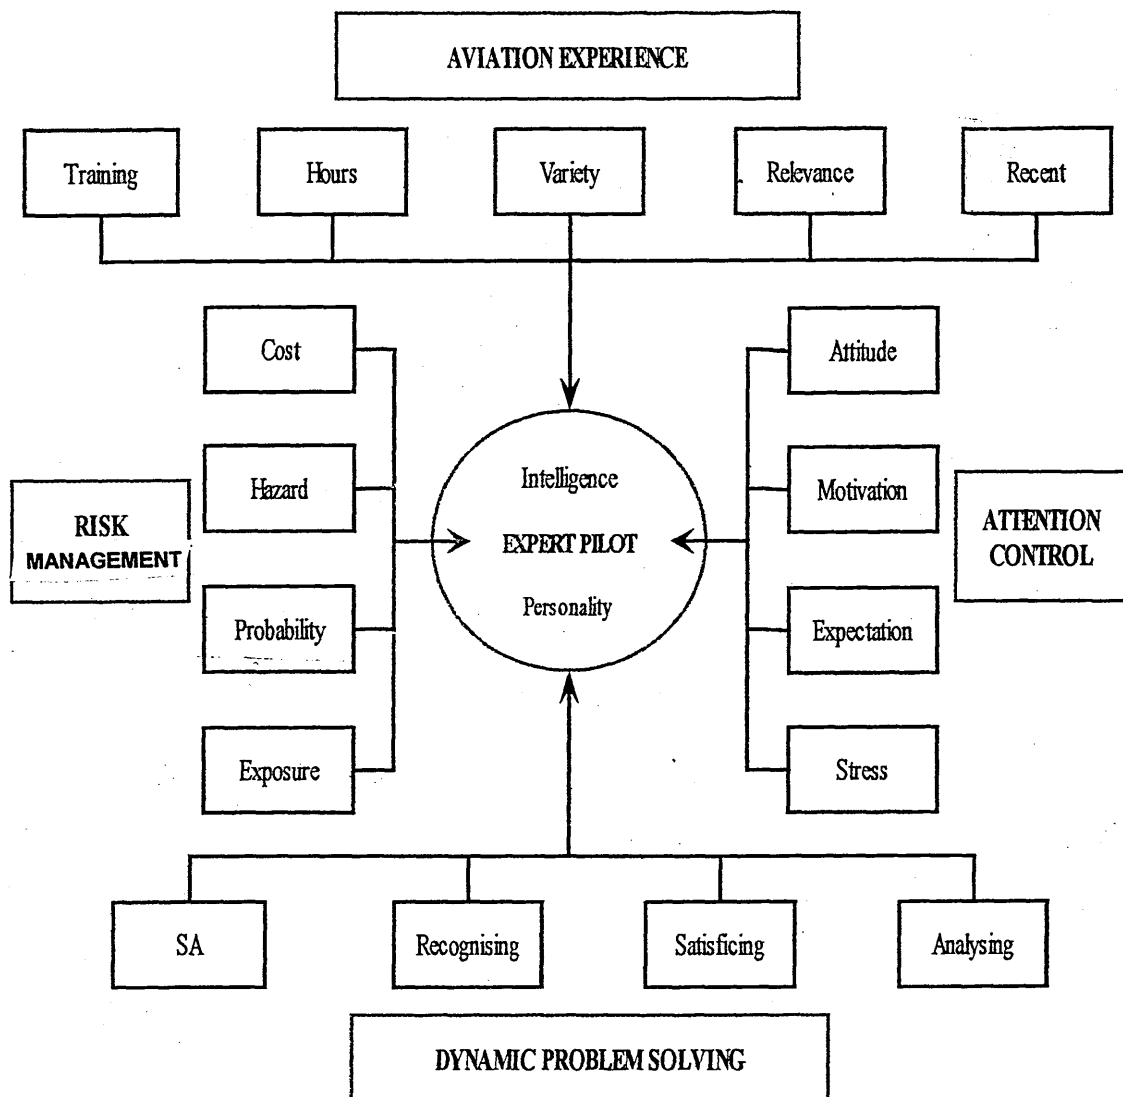 AVIATION EXPERIENCE
Training
Hours
Variety
Relevance
Recent
Cost
Attitude
Hazard
Intelligence
Motivation
RISK
MANAGEMENT
EXPERT PILOT
ATTENTION
CONTROL
Probability
Personality
Expectation
Exposure
Stress
SA
Recognising
Satisficing
Analysing
DYNAMIC PROBLEM SOLVING